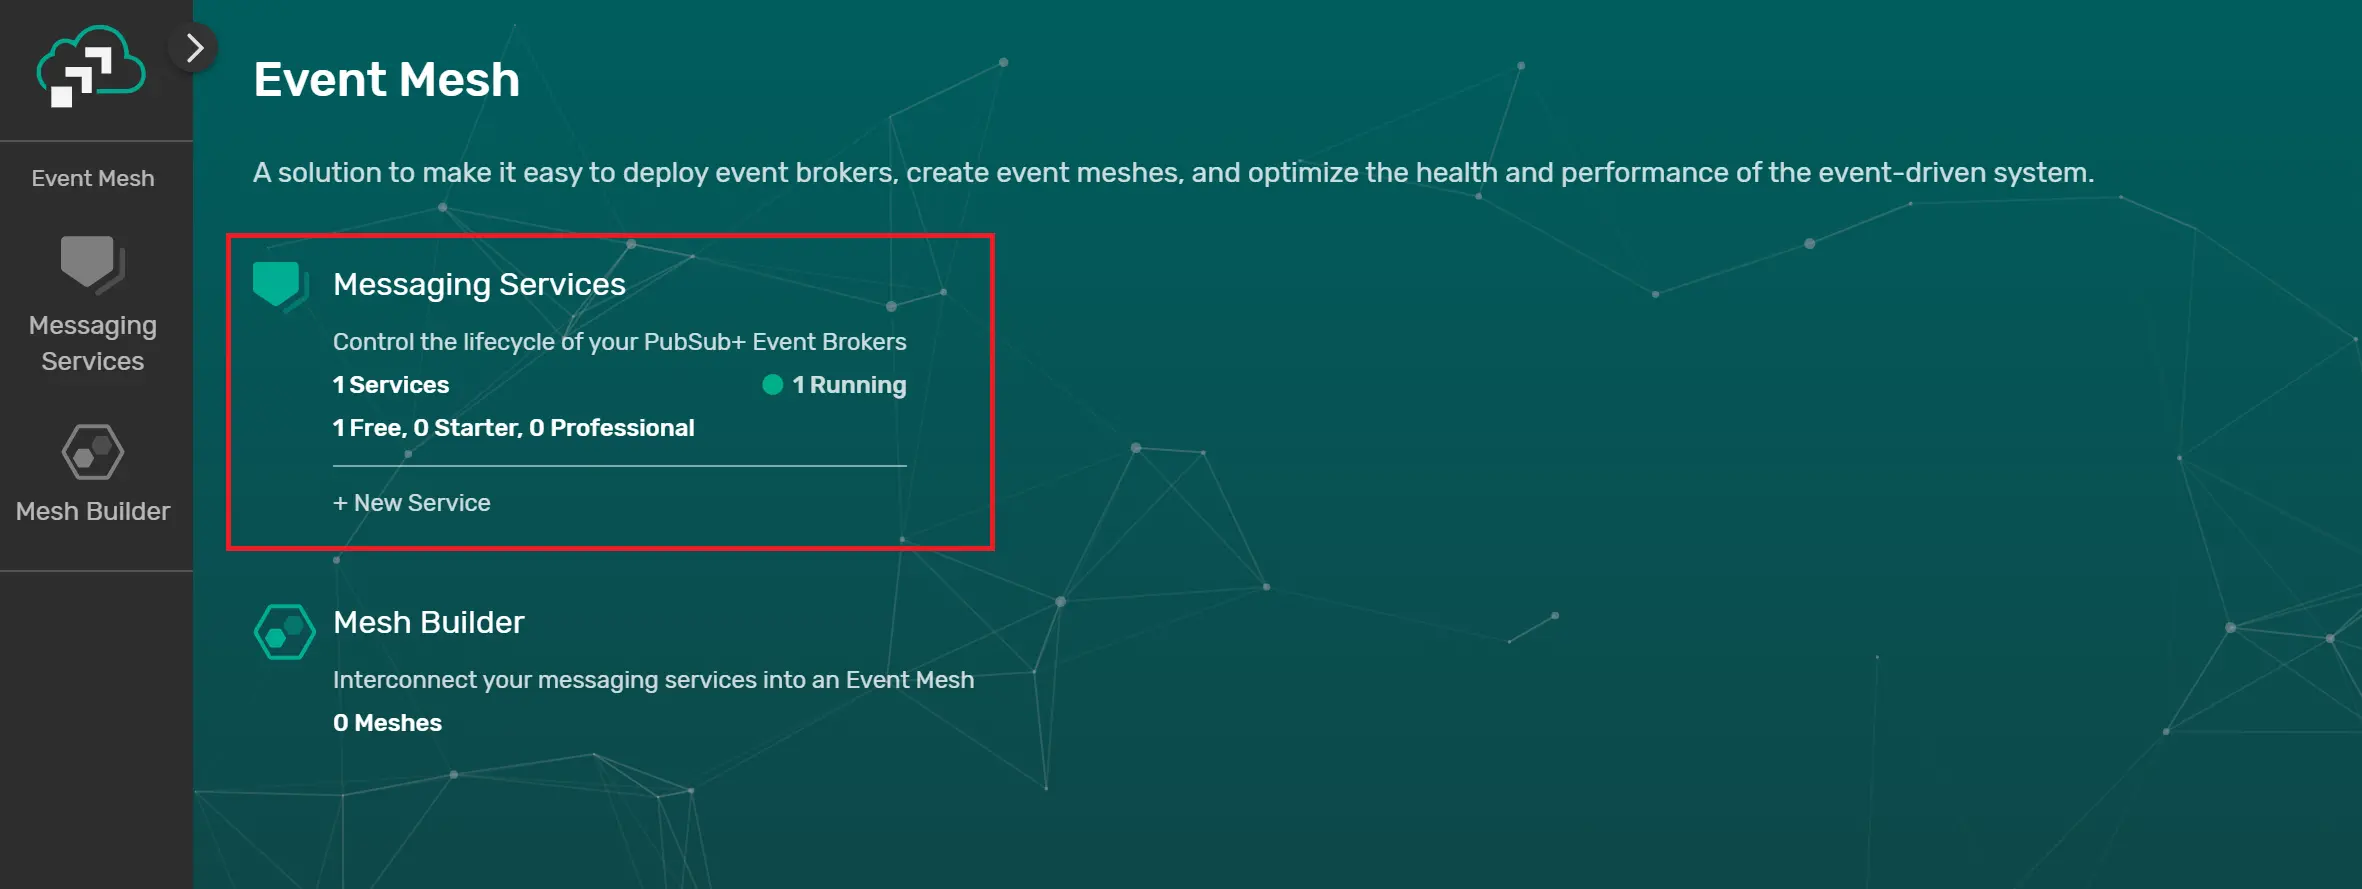 Event Mesh
Messaging
Services
Mesh Builder
Event Mesh
A solution to make it easy to deploy event brokers, create event meshes, and optimize the health and performance of the event-driven system.
Messaging Services
Control the lifecycle of your PubSub+ Event Brokers
1 Services 1 Running
1 Free, 0 Starter, 0 Professional
+ New Service
Mesh Builder
Interconnect your messaging services into an Event Mesh
0 Meshes